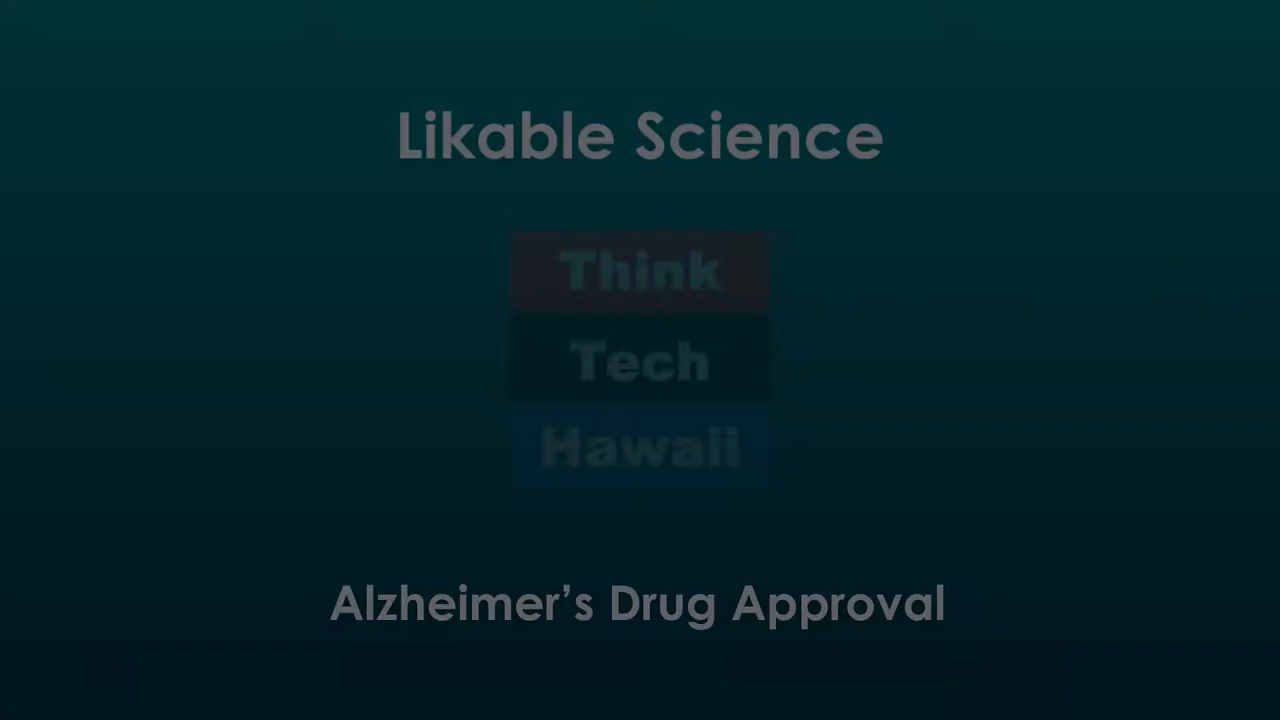 Likable Science
Think
Tech
Hawaii
Alzheimer’s Drug Approval